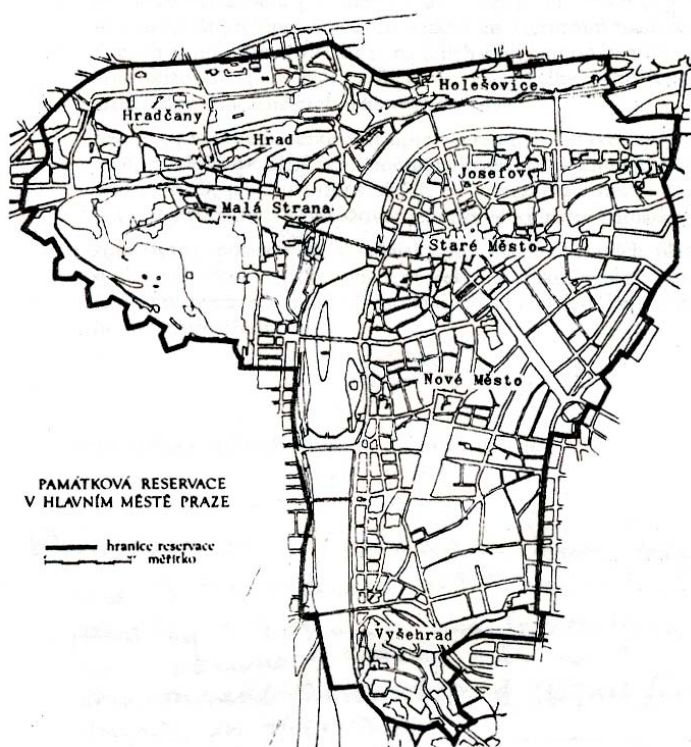 Holešovice
Hradčany
Hrad
Josefov
Malá Strana
Staré Město
Nové Město
PAMÁTKOVÁ RESERVACE
V HLAVNÍM MĚSTĚ PRAZE
hranice reservace
měřítko
Vyšehrad